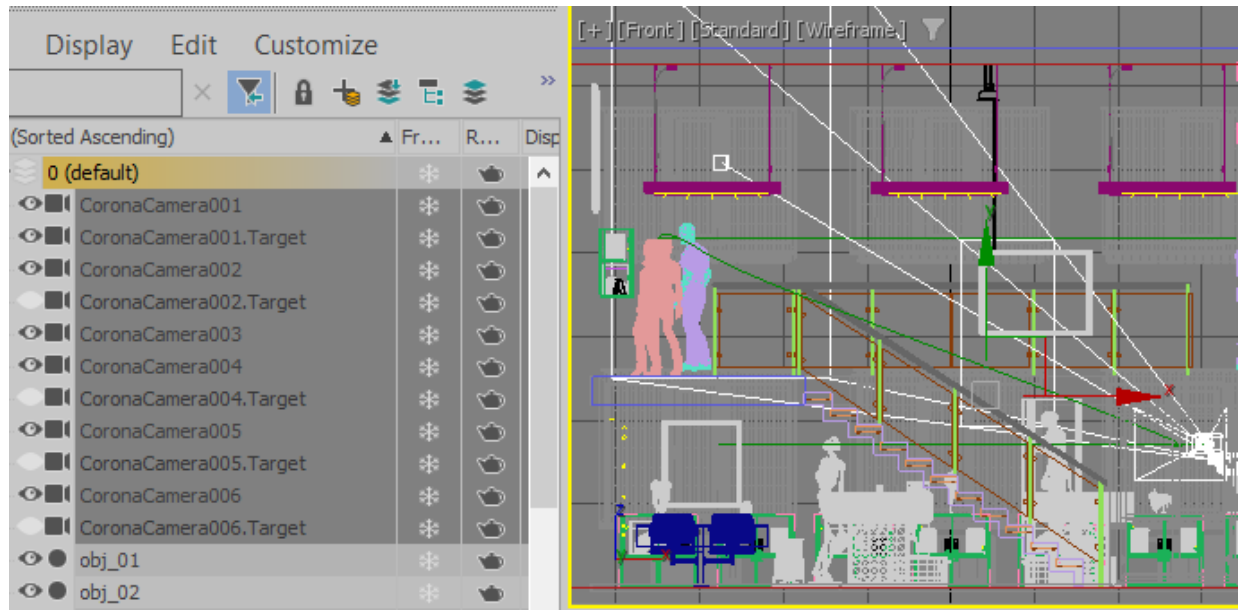 Display Edit Customize
(Sorted Ascending) Fr... R... Disp
0 (default)
CoronaCamera001
CoronaCamera001.Target
CoronaCamera002
CoronaCamera002.Target
CoronaCamera003
CoronaCamera004
CoronaCamera004.Target
CoronaCamera005
CoronaCamera005.Target
CoronaCamera006
CoronaCamera006.Target
obj_01
obj_02
[+] [Front] [Standard] [Wireframe]
y
x
z
y
x